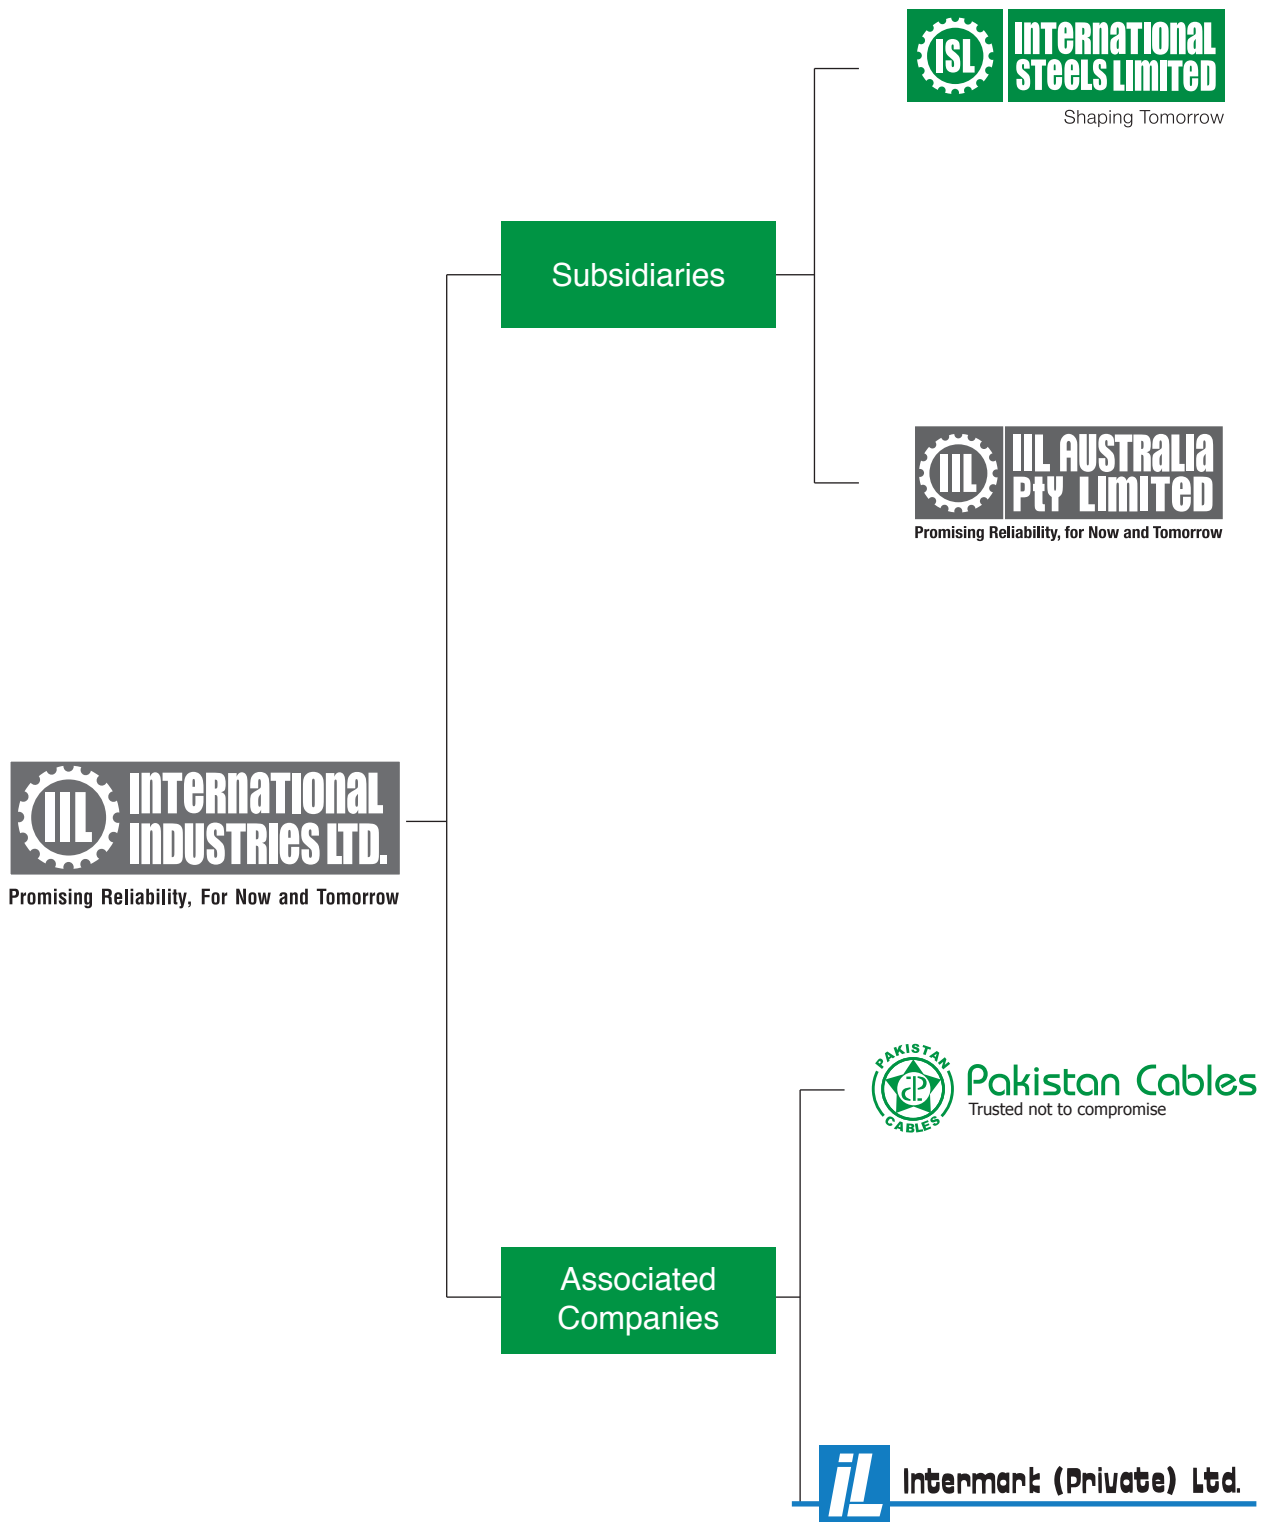 ISL
INTERNATIONAL
STEELS LIMITED
Shaping Tomorrow
Subsidiaries
IIL
IIL AUSTRALIA
PtY LIMITED
Promising Reliability, for Now and Tomorrow
IIL
INTERNATIONAL
INDUSTRIES LTD.
Promising Reliability, For Now and Tomorrow
PAKISTAN
CABLES
Pakistan Cables
Trusted not to compromise
Associated
Companies
iL
Intermark (Private) Ltd.